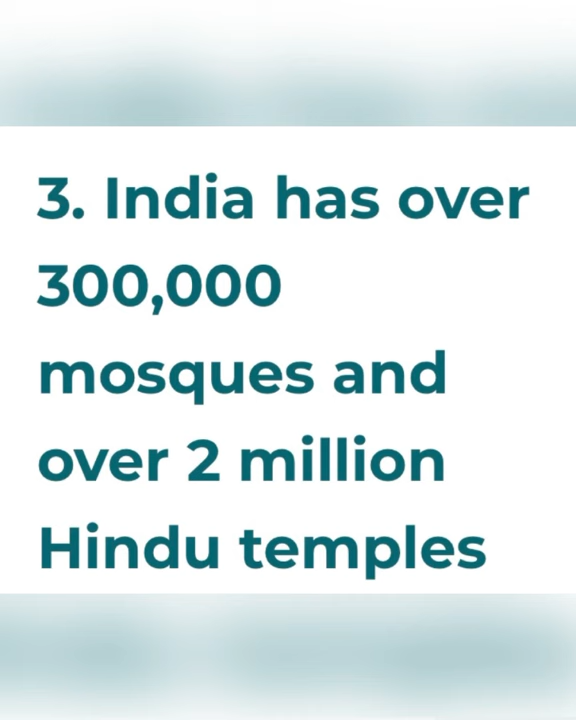 3. India has over
300,000
mosques and
over 2 million
Hindu temples